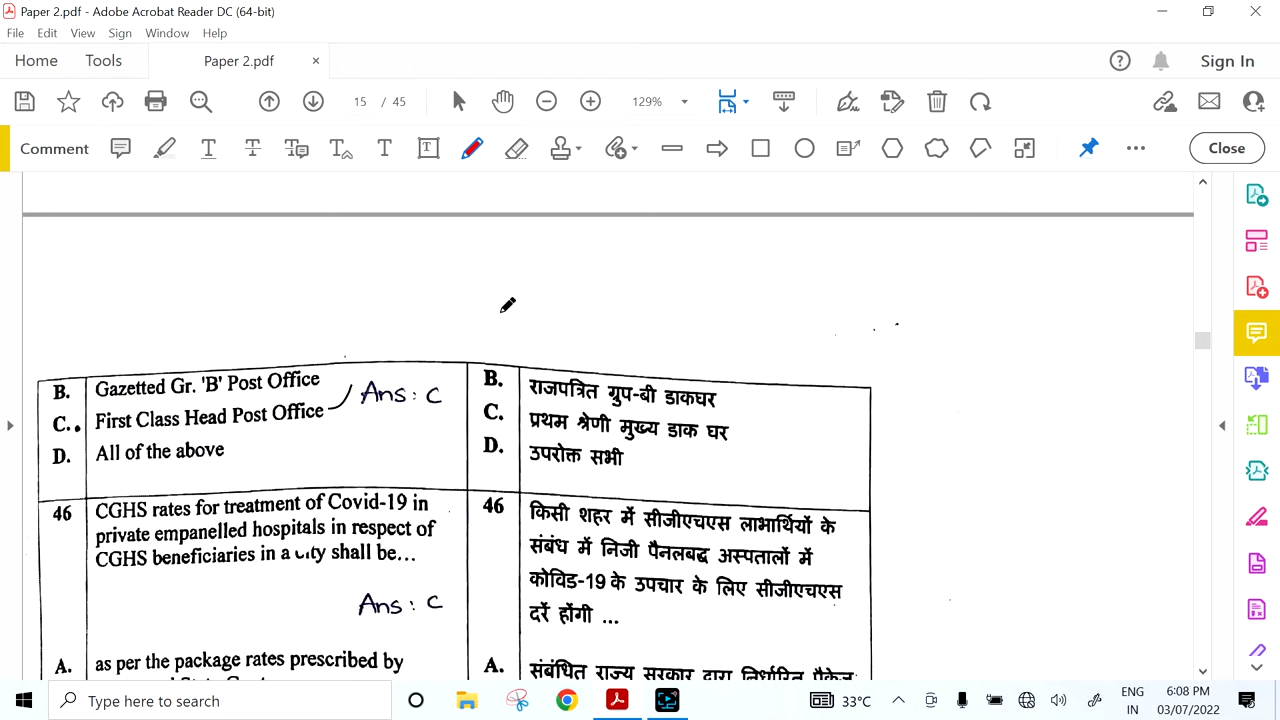 Paper 2.pdf - Adobe Acrobat Reader DC (64-bit)
File Edit View Sign Window Help
Home Tools Paper 2.pdf × Sign In
15 / 45 129%
Comment Close
B. Gazetted Gr. 'B' Post Office
C. First Class Head Post Office Ans: C
D. All of the above
B. राजपत्रित ग्रुप-बी डाकघर
C. प्रथम श्रेणी मुख्य डाक घर
D. उपरोक्त सभी
46 CGHS rates for treatment of Covid-19 in
private empanelled hospitals in respect of
CGHS beneficiaries in a city shall be...
Ans: C
46 किसी शहर में सीजीएचएस लाभार्थियों के
संबंध में निजी पैनलबद्ध अस्पतालों में
कोविड-19 के उपचार के लिए सीजीएचएस
दरें होंगी ...
A. as per the package rates prescribed by
A. संबंधित राज्य सरकार द्वारा निर्धारित पैकेज
Type here to search
33°C
ENG
IN
6:08 PM
03/07/2022